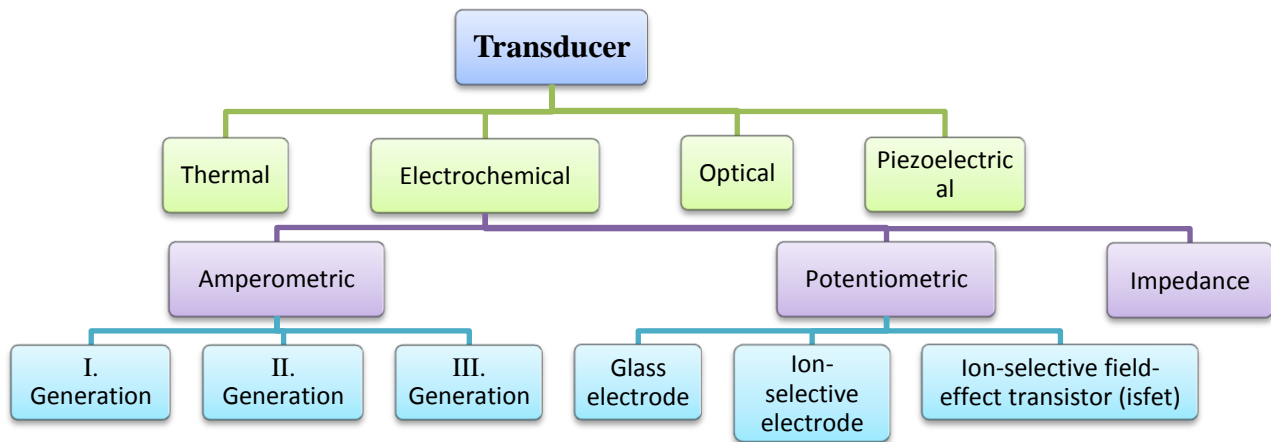 Transducer
Thermal
Electrochemical
Optical
Piezoelectric
al
Amperometric
Potentiometric
Impedance
I.
Generation
II.
Generation
III.
Generation
Glass
electrode
Ion-
selective
electrode
Ion-selective field-
effect transistor (isfet)